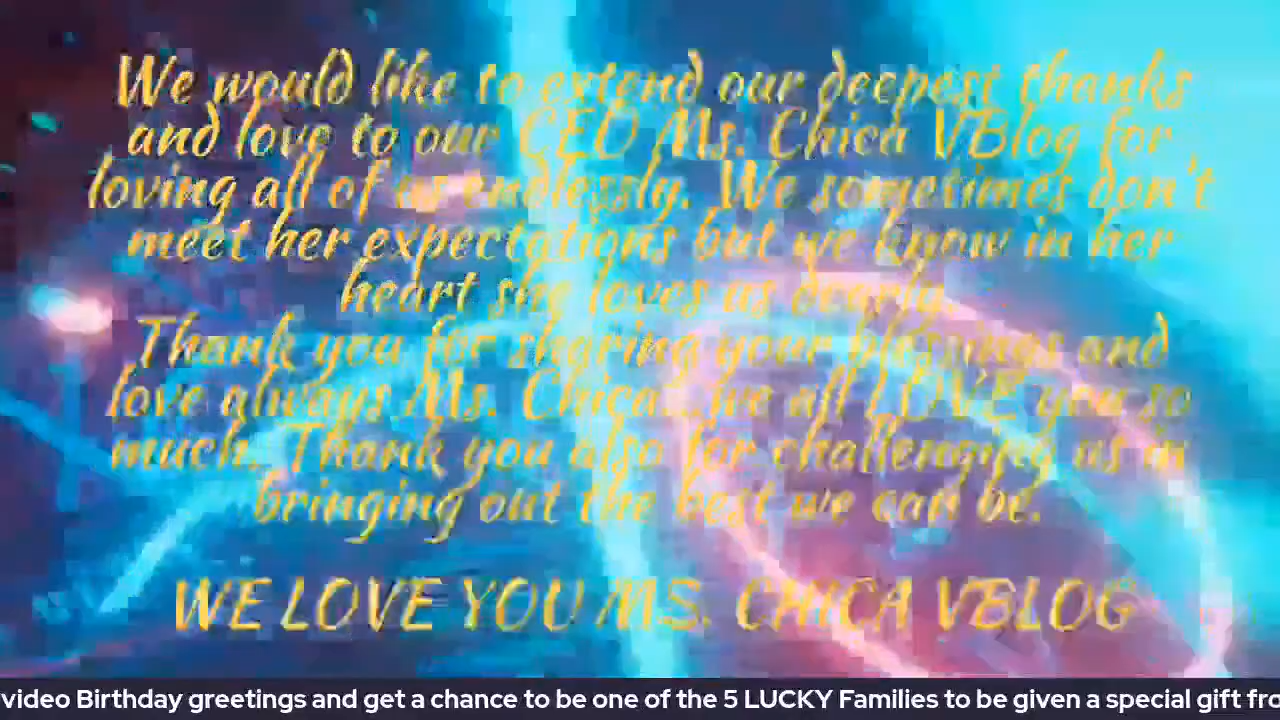 We would like to extend our deepest thanks
and love to our CEO Ms. Chica VBlog for
loving all of us endlessly. We sometimes don't
meet her expectations but we know in her
heart she loves us dearly.
Thank you for sharing your blessings and
love always Ms. Chica...we all LOVE you so
much. Thank you also for challenging us in
bringing out the best we can be.
WE LOVE YOU MS. CHICA VBLOG
video Birthday greetings and get a chance to be one of the 5 LUCKY Families to be given a special gift fro